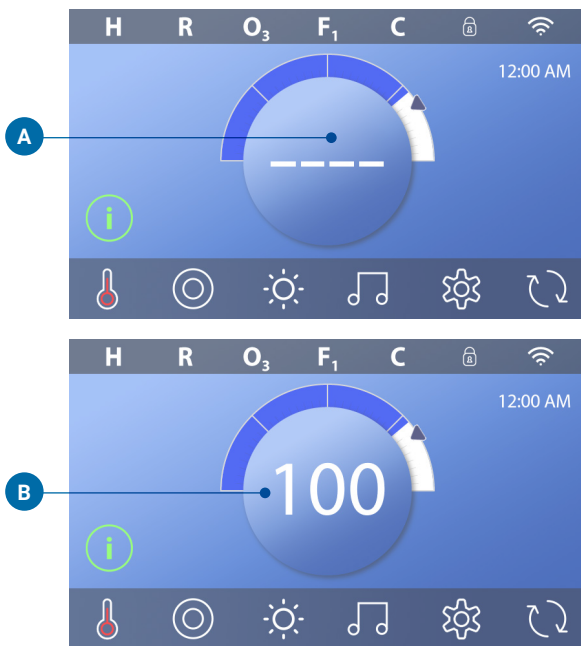 H R O₃ F₁ C
12:00 AM
A
----
i
H R O₃ F₁ C
12:00 AM
B
100
i